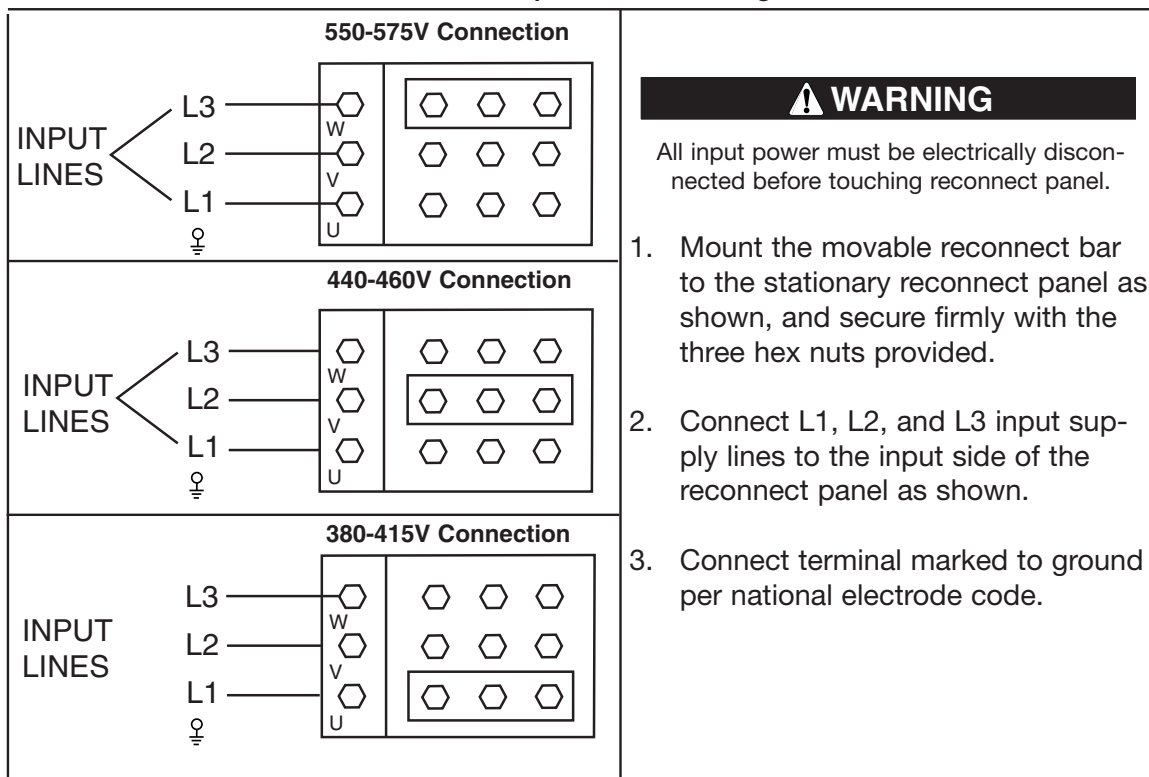 550-575V Connection
INPUT
LINES
L3
L2
L1
W
V
U
440-460V Connection
INPUT
LINES
L3
L2
L1
W
V
U
380-415V Connection
INPUT
LINES
L3
L2
L1
W
V
U
WARNING
All input power must be electrically discon-
nected before touching reconnect panel.
1. Mount the movable reconnect bar
to the stationary reconnect panel as
shown, and secure firmly with the
three hex nuts provided.
2. Connect L1, L2, and L3 input sup-
ply lines to the input side of the
reconnect panel as shown.
3. Connect terminal marked to ground
per national electrode code.